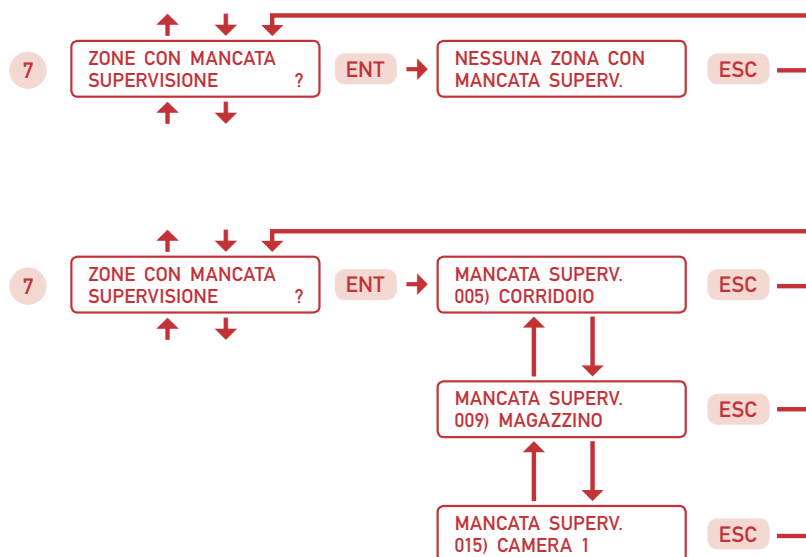 7
ZONE CON MANCATA
SUPERVISIONE ?
ENT
NESSUNA ZONA CON
MANCATA SUPERV.
ESC
7
ZONE CON MANCATA
SUPERVISIONE ?
ENT
MANCATA SUPERV.
005) CORRIDOIO
ESC
MANCATA SUPERV.
009) MAGAZZINO
ESC
MANCATA SUPERV.
015) CAMERA 1
ESC